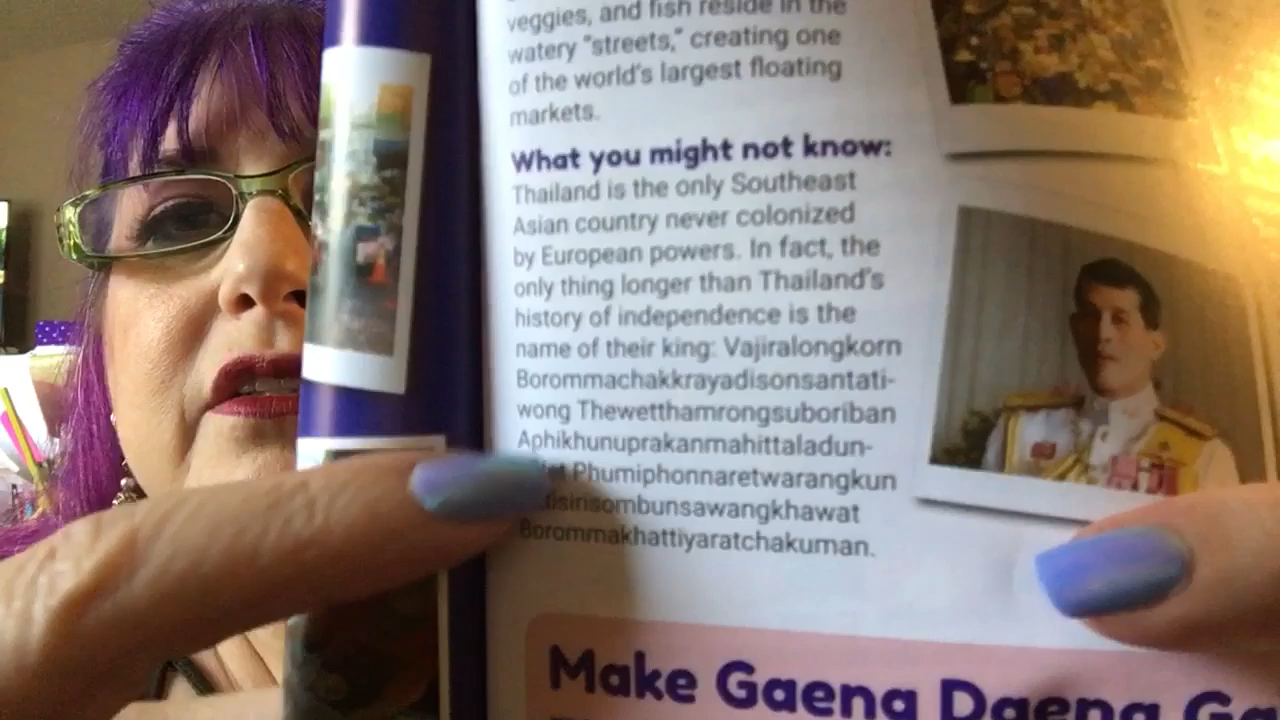 veggies, and fish reside in the
watery "streets," creating one
of the world's largest floating
markets.
What you might not know:
Thailand is the only Southeast
Asian country never colonized
by European powers. In fact, the
only thing longer than Thailand's
history of independence is the
name of their king: Vajiralongkorn
Borommachakkrayadisonsantati-
wong Thewetthamrongsuboriban
Aphikhunuprakanmahittaladun-
Phumiphonnaretwarangkun
Borommakhattiyaratchakuman.
Make Gaeng Daeng